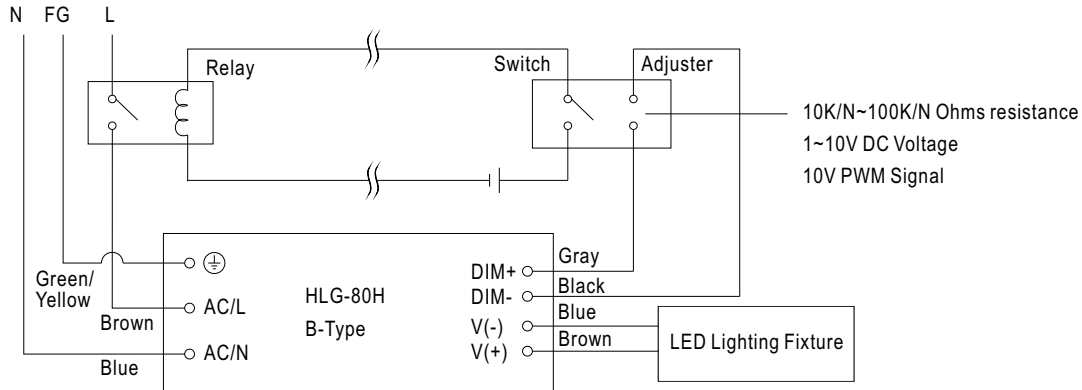 N FG L
Relay
Switch
Adjuster
10K/N~100K/N Ohms resistance
1~10V DC Voltage
10V PWM Signal
Green/
Yellow
Brown
Blue
AC/L
AC/N
HLG-80H
B-Type
DIM+
DIM-
V(-)
V(+)
Gray
Black
Blue
Brown
LED Lighting Fixture